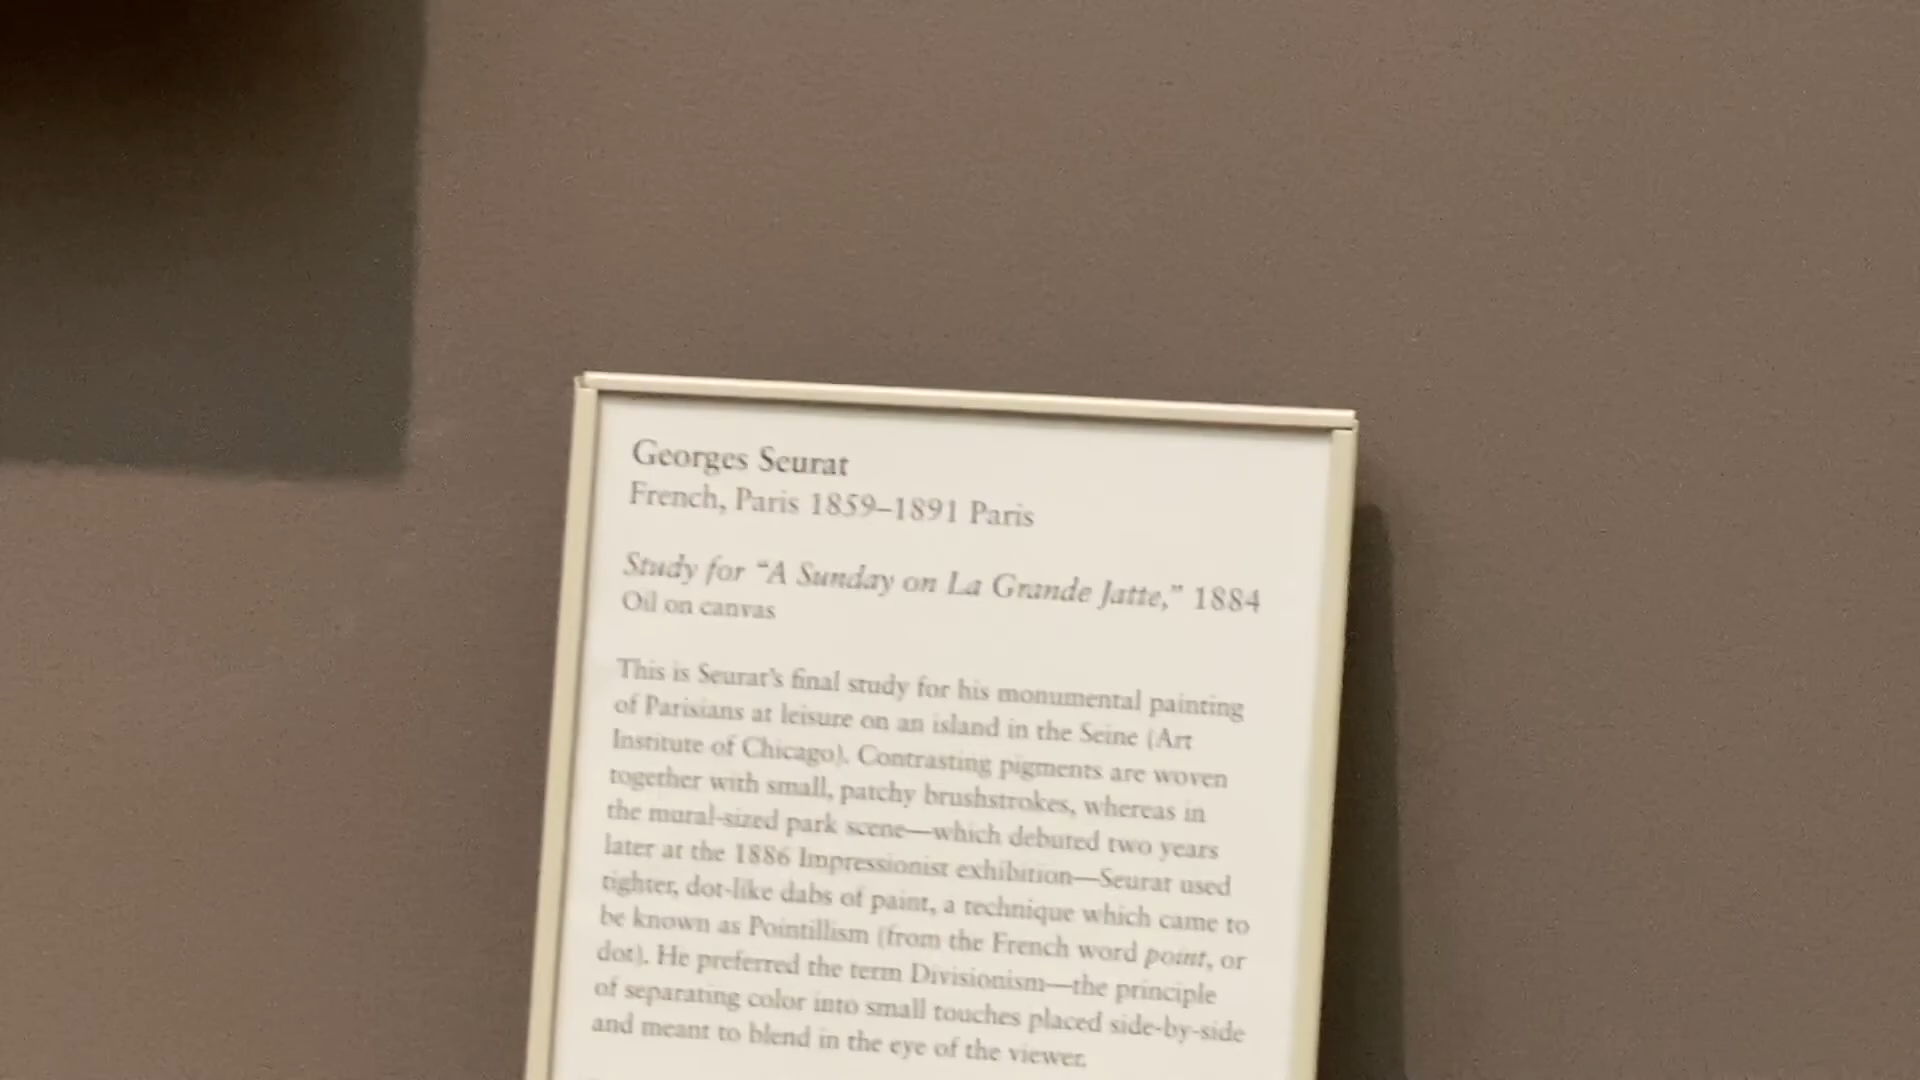 Georges Seurat
French, Paris 1859–1891 Paris
Study for “A Sunday on La Grande Jatte,” 1884
Oil on canvas
This is Seurat’s final study for his monumental painting
of Parisians at leisure on an island in the Seine (Art
Institute of Chicago). Contrasting pigments are woven
together with small, patchy brushstrokes, whereas in
the mural-sized park scene—which debuted two years
later at the 1886 Impressionist exhibition—Seurat used
tighter, dot-like dabs of paint, a technique which came to
be known as Pointillism (from the French word point, or
dot). He preferred the term Divisionism—the principle
of separating color into small touches placed side-by-side
and meant to blend in the eye of the viewer.